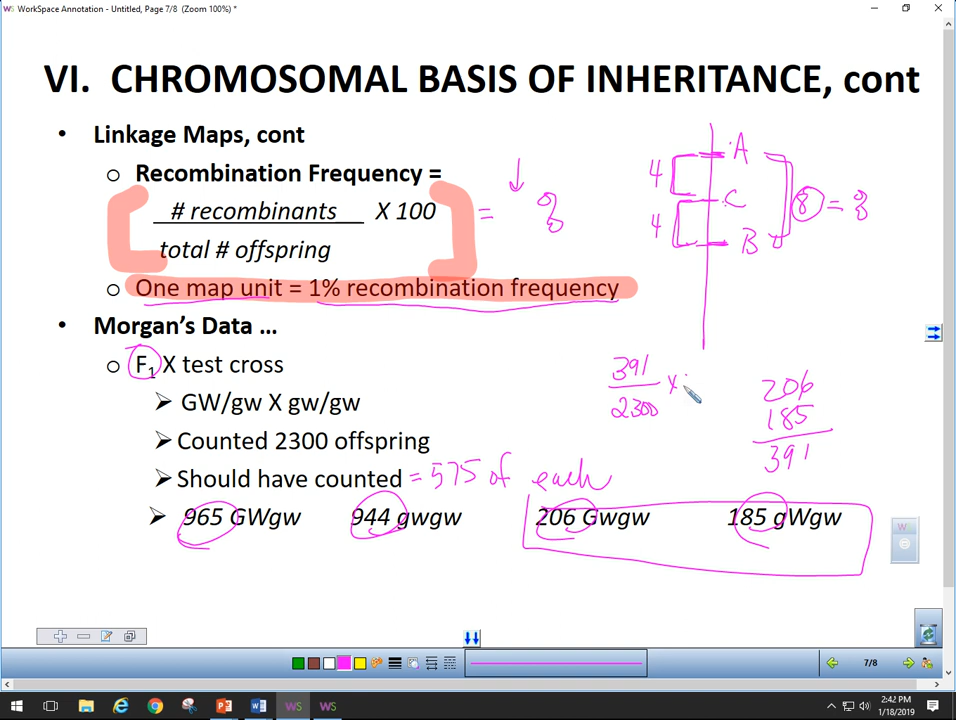 WorkSpace Annotation - Untitled, Page 7/8 (Zoom 100%) *
VI. CHROMOSOMAL BASIS OF INHERITANCE, cont
• Linkage Maps, cont
o Recombination Frequency =
# recombinants X 100
total # offspring
= 8
A
4
C
4
B
8 = 8
o One map unit = 1% recombination frequency
• Morgan's Data …
o F1 X test cross
391
2300
x
206
185
391
➢ GW/gw X gw/gw
➢ Counted 2300 offspring
➢ Should have counted = 575 of each
➢ 965 GWgw 944 gwgw 206 Gwgw 185 gWgw
7/8
2:42 PM
1/18/2019